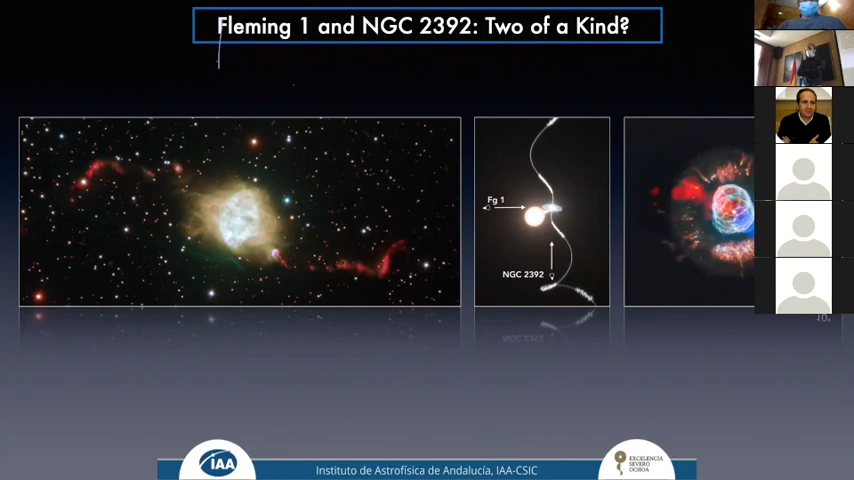 Fleming 1 and NGC 2392: Two of a Kind?
Fg 1
NGC 2392
IAA
Instituto de Astrofísica de Andalucía, IAA-CSIC
EXCELENCIA
SEVERO
OCHOA